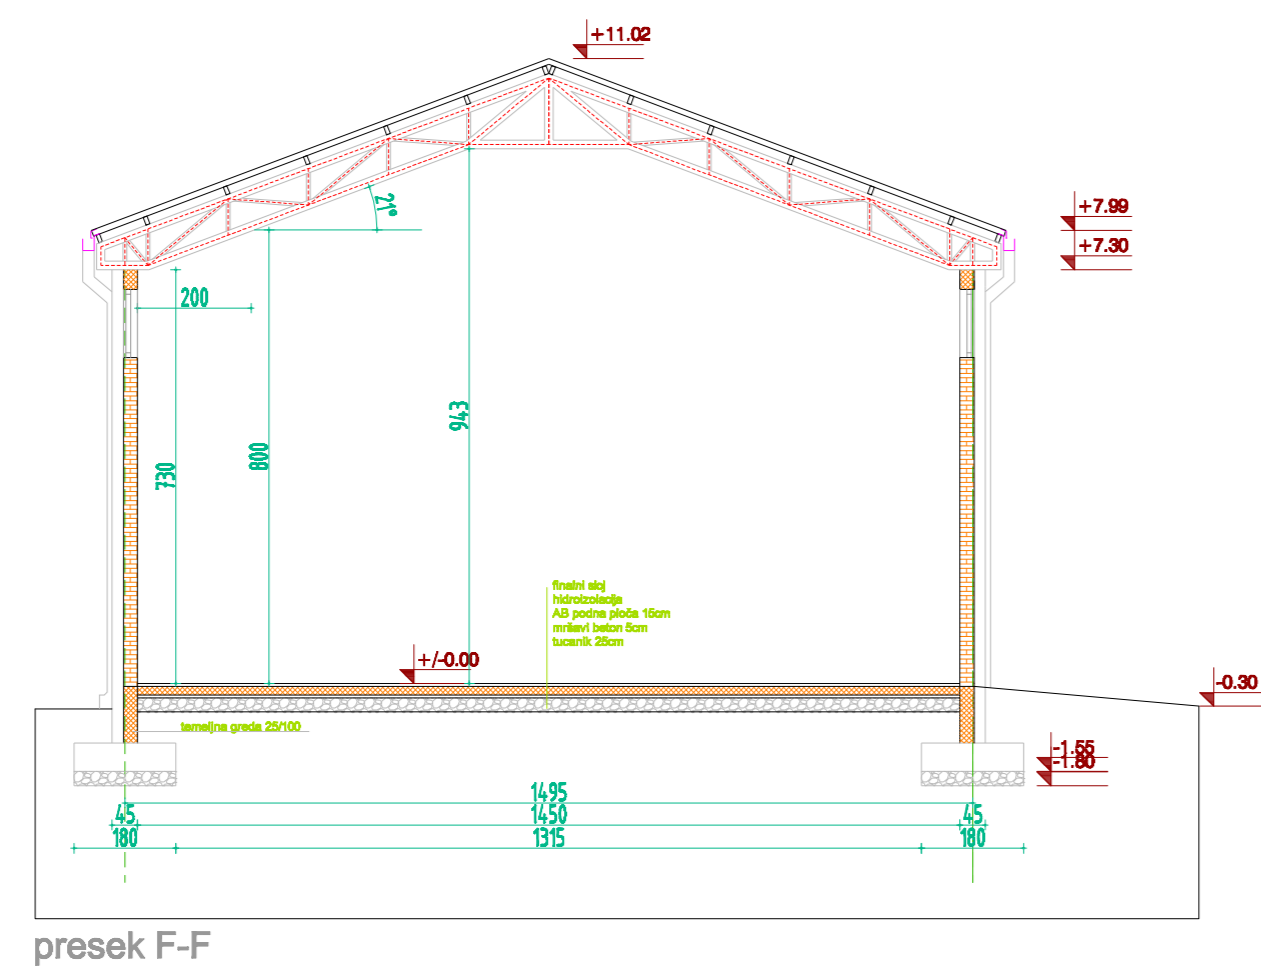 +11.02
+7.99
21°
+7.30
200
943
800
730
finalni sloj
hidroizolacija
AB podna ploča 15cm
mršavi beton 5cm
tucanik 25cm
+/-0.00
-0.30
temeljna greda 25/100
-1.55
-1.80
1495
45 1450 45
180 1315 180
presek F-F